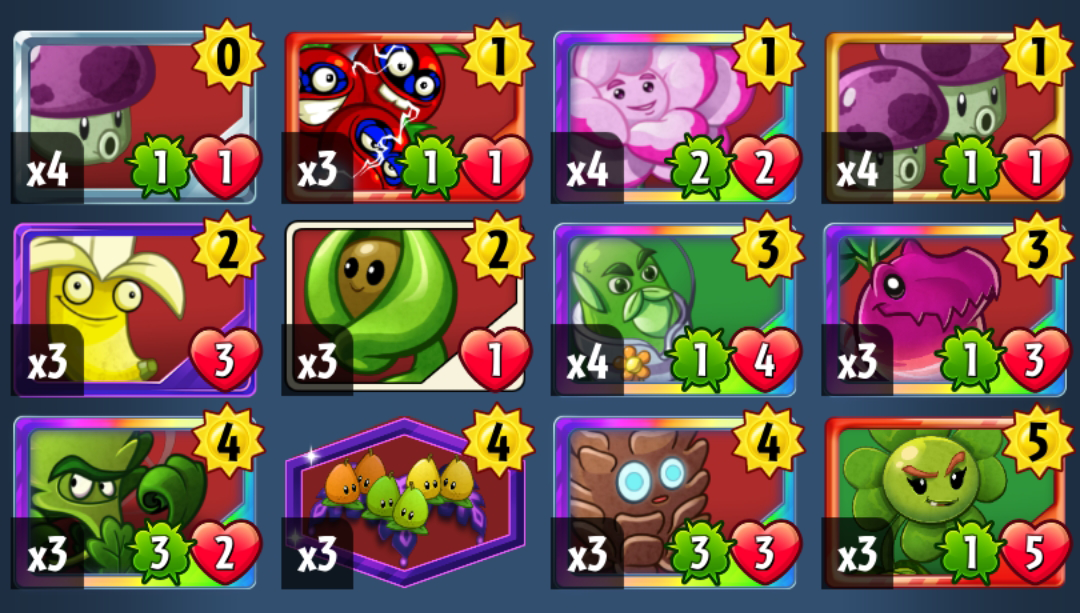 0 1 1 1
x4 1 1 x3 1 1 x4 2 2 x4 1 1
2 2 3 3
x3 3 x3 1 x4 1 4 x3 1 3
4 4 4 5
x3 3 2 x3 x3 3 3 x3 1 5